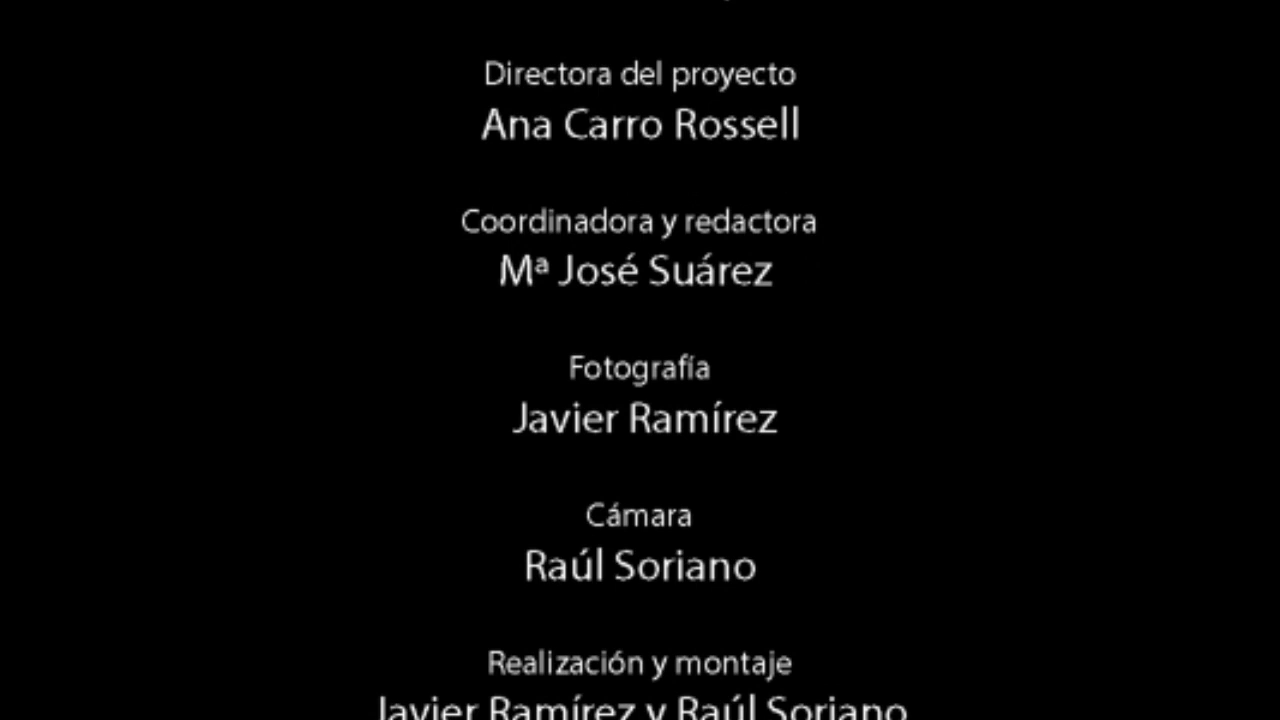 Directora del proyecto
Ana Carro Rossell
Coordinadora y redactora
Mª José Suárez
Fotografía
Javier Ramírez
Cámara
Raúl Soriano
Realización y montaje
Javier Ramírez y Raúl Soriano